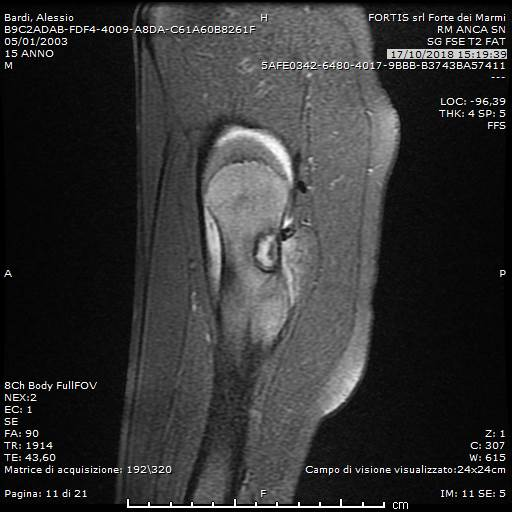 Bardi, Alessio
B9C2ADAB-FDF4-4009-A8DA-C61A60B8261F
05/01/2003
15 ANNO
M
H
FORTIS srl Forte dei Marmi
RM ANCA SN
SG FSE T2 FAT
17/10/2018 15:19:39
5AFE0342-6480-4017-9BBB-B3743BA57411
---
LOC: -96,39
THK: 4 SP: 5
FFS
A
P
8Ch Body FullFOV
NEX:2
EC: 1
SE
FA: 90
TR: 1914
TE: 43,60
Matrice di acquisizione: 192\320
Pagina: 11 di 21
F
cm
Z: 1
C: 307
W: 615
Campo di visione visualizzato:24x24cm
IM: 11 SE: 5